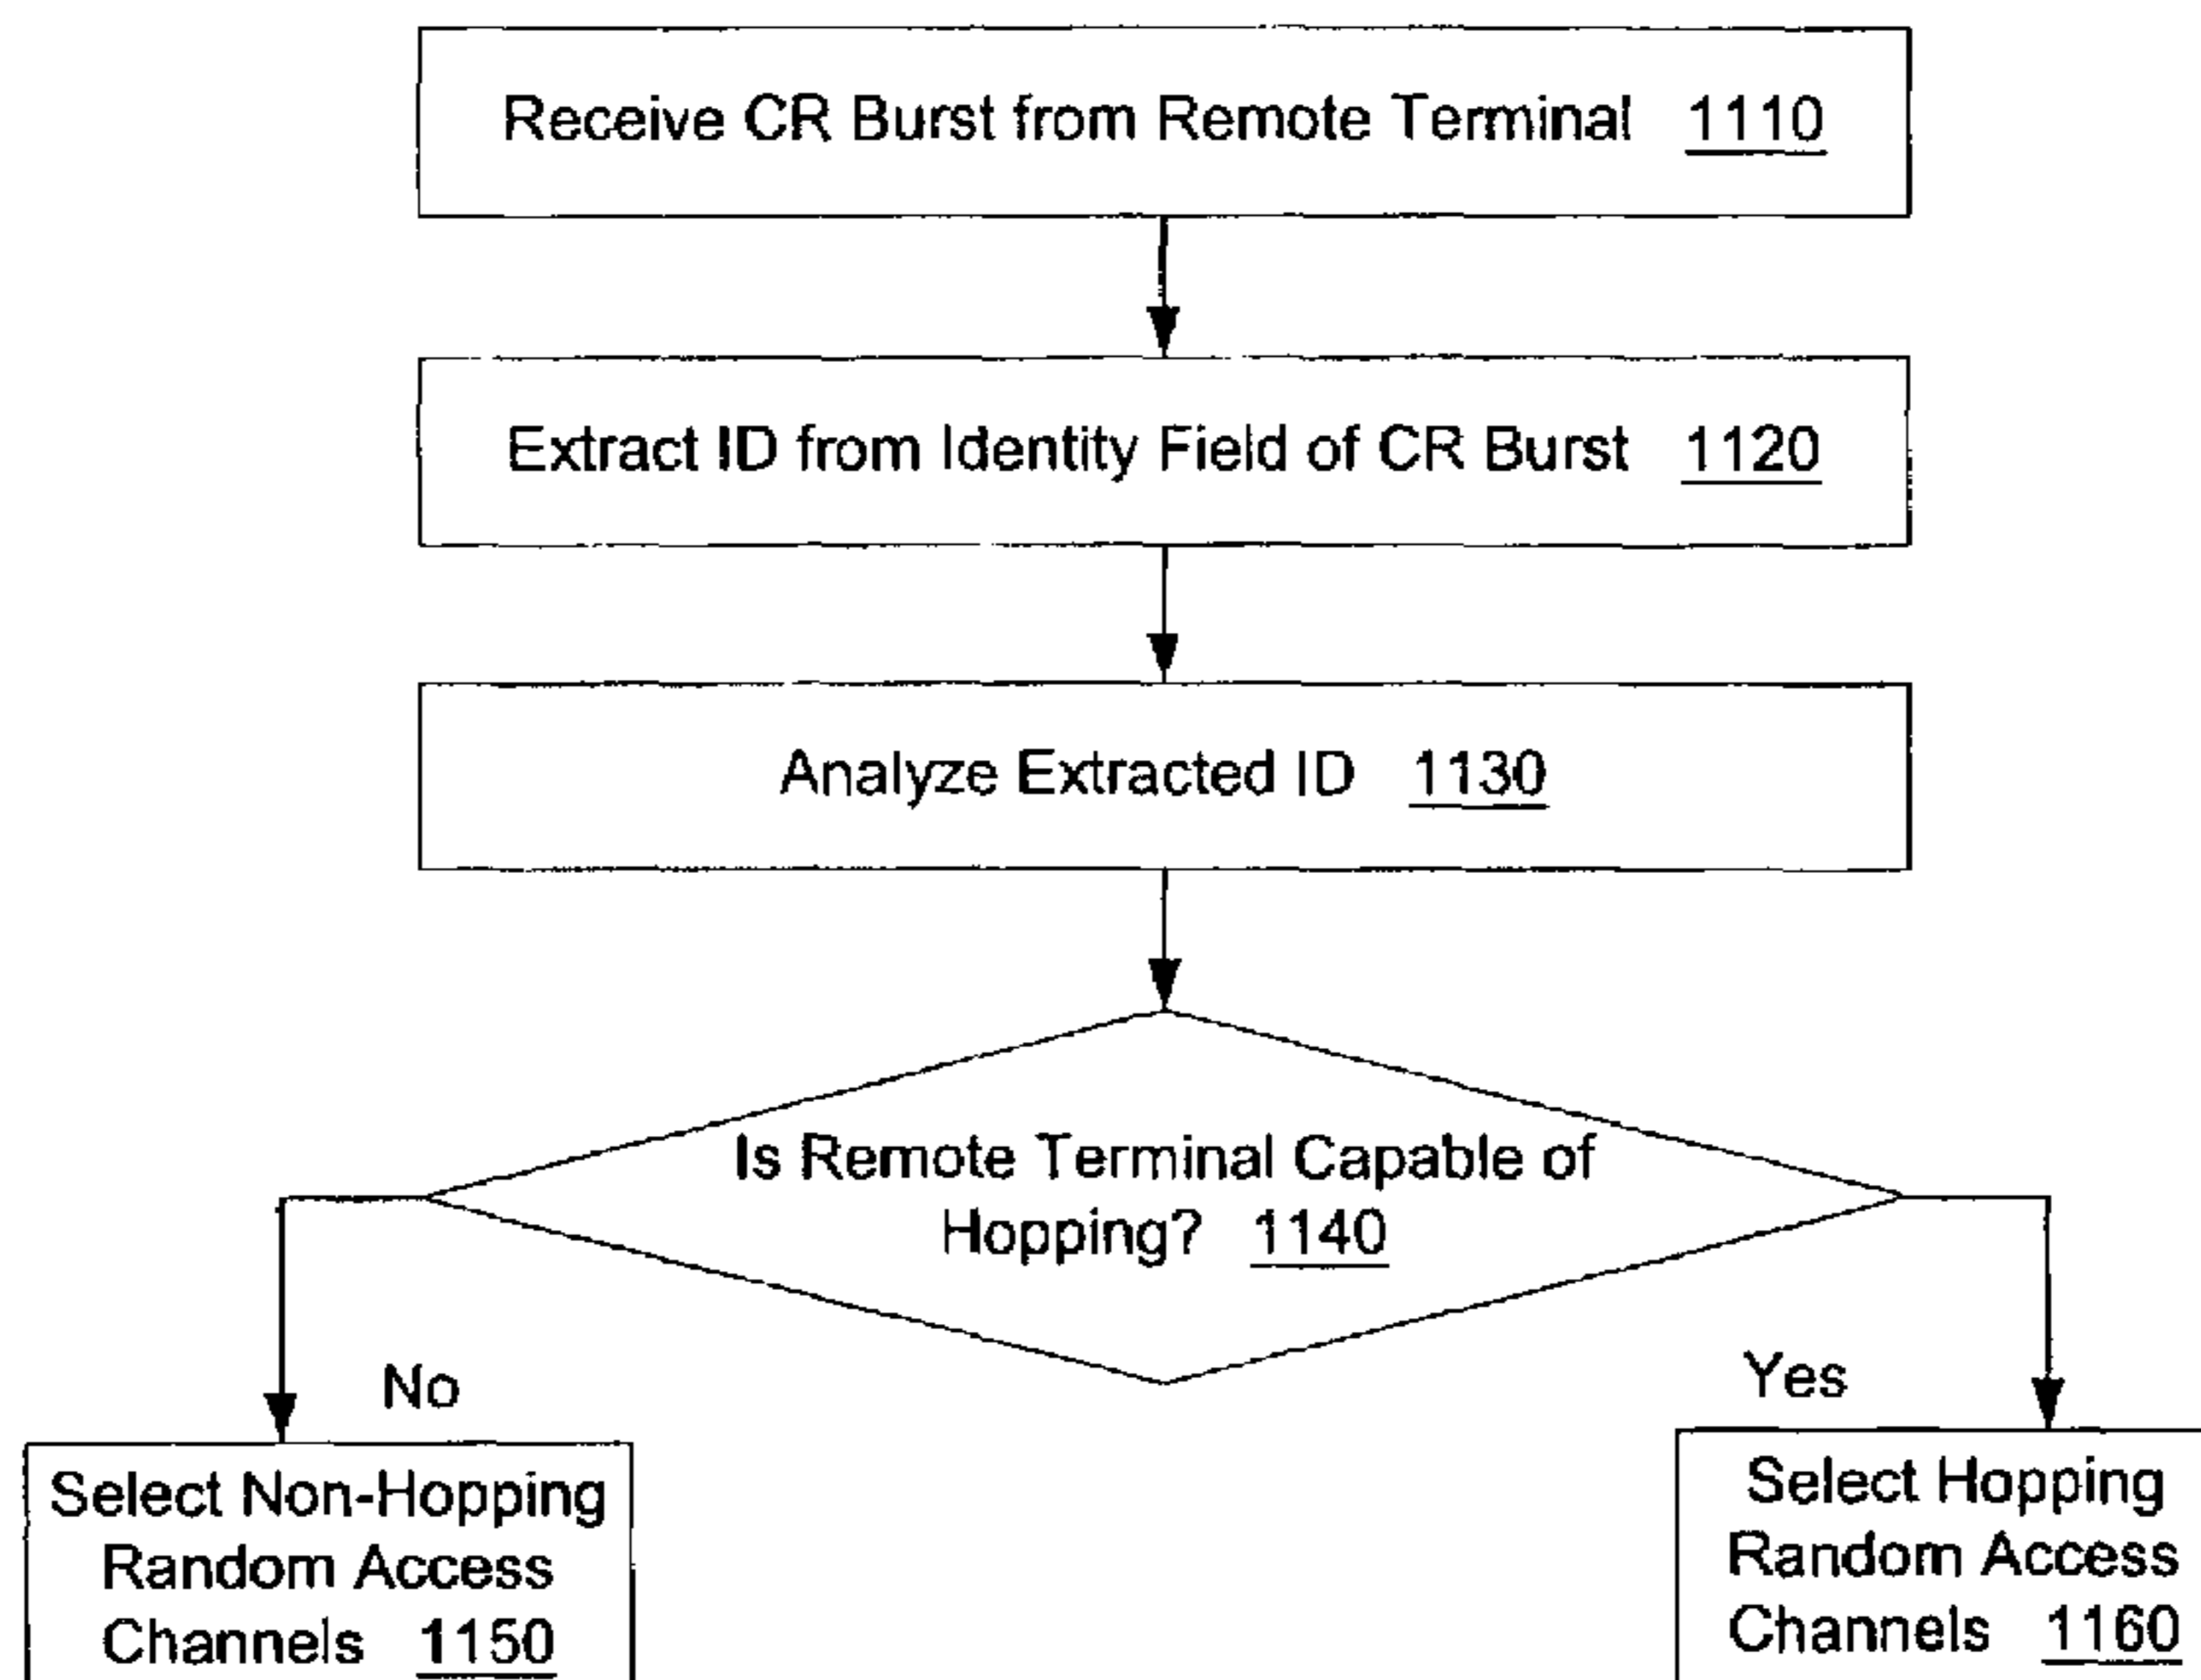 Receive CR Burst from Remote Terminal 1110
Extract ID from Identity Field of CR Burst 1120
Analyze Extracted ID 1130
Is Remote Terminal Capable of
Hopping? 1140
No
Yes
Select Non-Hopping
Random Access
Channels 1150
Select Hopping
Random Access
Channels 1160